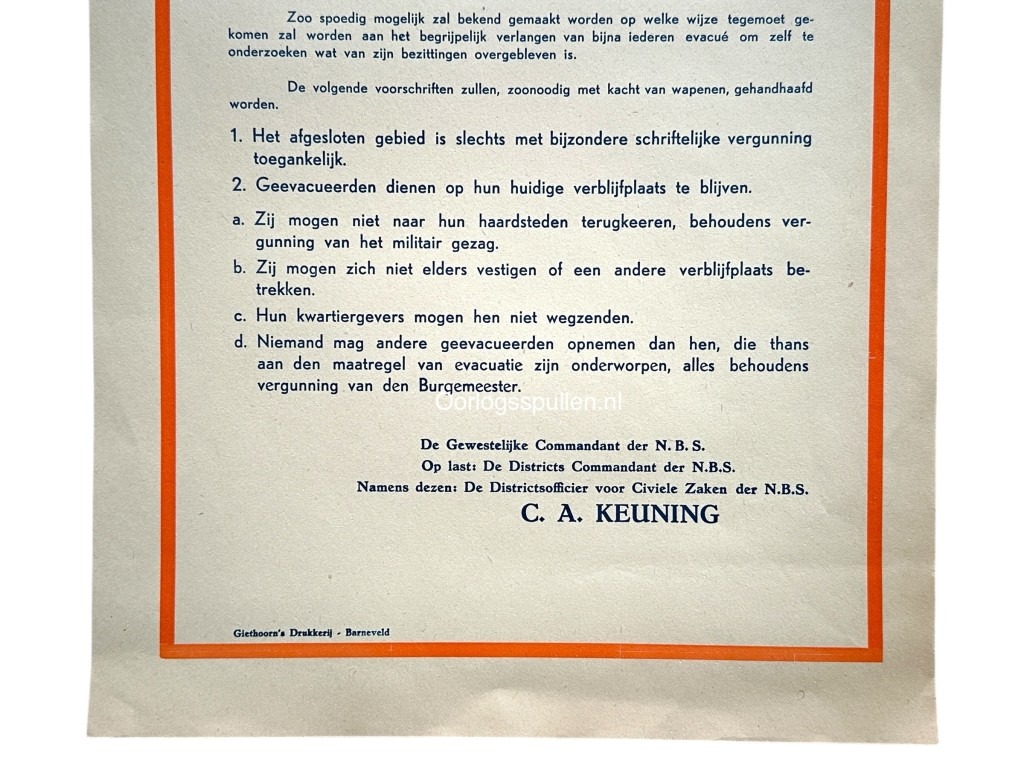 Zoo spoedig mogelijk zal bekend gemaakt worden op welke wijze tegemoet ge-
komen zal worden aan het begrijpelijk verlangen van bijna iederen evacué om zelf te
onderzoeken wat van zijn bezittingen overgebleven is.
De volgende voorschriften zullen, zoonoodig met kacht van wapenen, gehandhaafd
worden.
1. Het afgesloten gebied is slechts met bijzondere schriftelijke vergunning
toegankelijk.
2. Geevacueerden dienen op hun huidige verblijfplaats te blijven.
a. Zij mogen niet naar hun haardsteden terugkeeren, behoudens ver-
gunning van het militair gezag.
b. Zij mogen zich niet elders vestigen of een andere verblijfplaats be-
trekken.
c. Hun kwartiergevers mogen hen niet wegzenden.
d. Niemand mag andere geevacueerden opnemen dan hen, die thans
aan den maatregel van evacuatie zijn onderworpen, alles behoudens
vergunning van den Burgemeester.
Oorlogsspullen.nl
De Gewestelijke Commandant der N. B. S.
Op last: De Districts Commandant der N.B.S.
Namens dezen: De Districtsofficier voor Civiele Zaken der N.B.S.
C. A. KEUNING
Giethoorn's Drukkerij - Barneveld